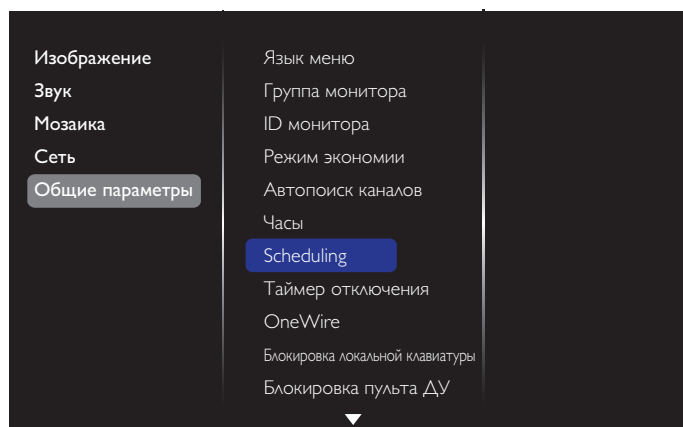 Изображение
Звук
Мозаика
Сеть
Общие параметры
Язык меню
Группа монитора
ID монитора
Режим экономии
Автопоиск каналов
Часы
Scheduling
Таймер отключения
OneWire
Блокировка локальной клавиатуры
Блокировка пульта ДУ